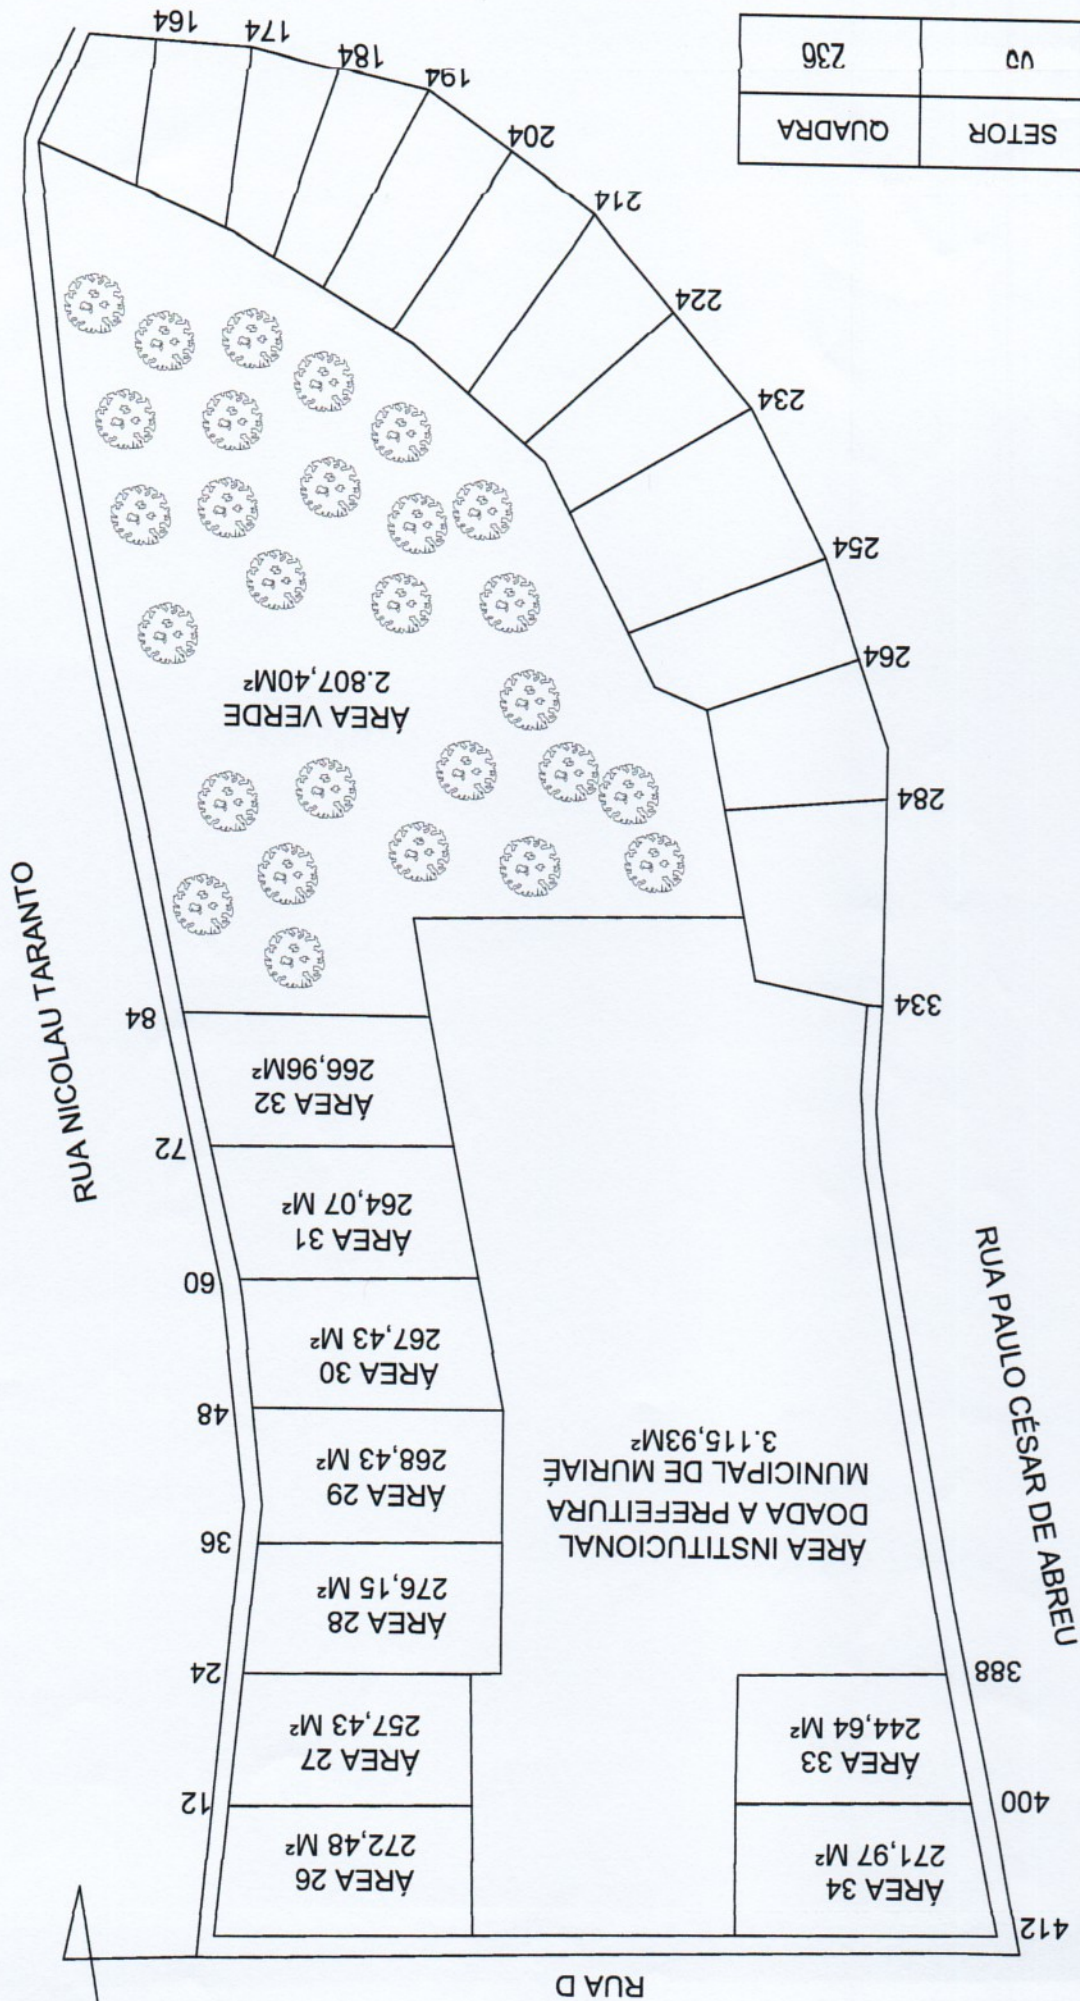 RUA D
412
ÁREA 34
271,97 M²
ÁREA 26
272,48 M²
400
12
ÁREA 33
244,64 M²
ÁREA 27
257,43 M²
388
24
RUA PAULO CÉSAR DE ABREU
ÁREA INSTITUCIONAL
DOADA A PREFEITURA
MUNICIPAL DE MURIAÉ
3.115,93M²
ÁREA 28
276,15 M²
36
ÁREA 29
268,43 M²
48
ÁREA 30
267,43 M²
60
ÁREA 31
264,07 M²
72
ÁREA 32
266,96M²
84
RUA NICOLAU TARANTO
334
284
264
254
234
224
214
204
194
184
174
164
ÁREA VERDE
2.807,40M²
SETOR
QUADRA
236